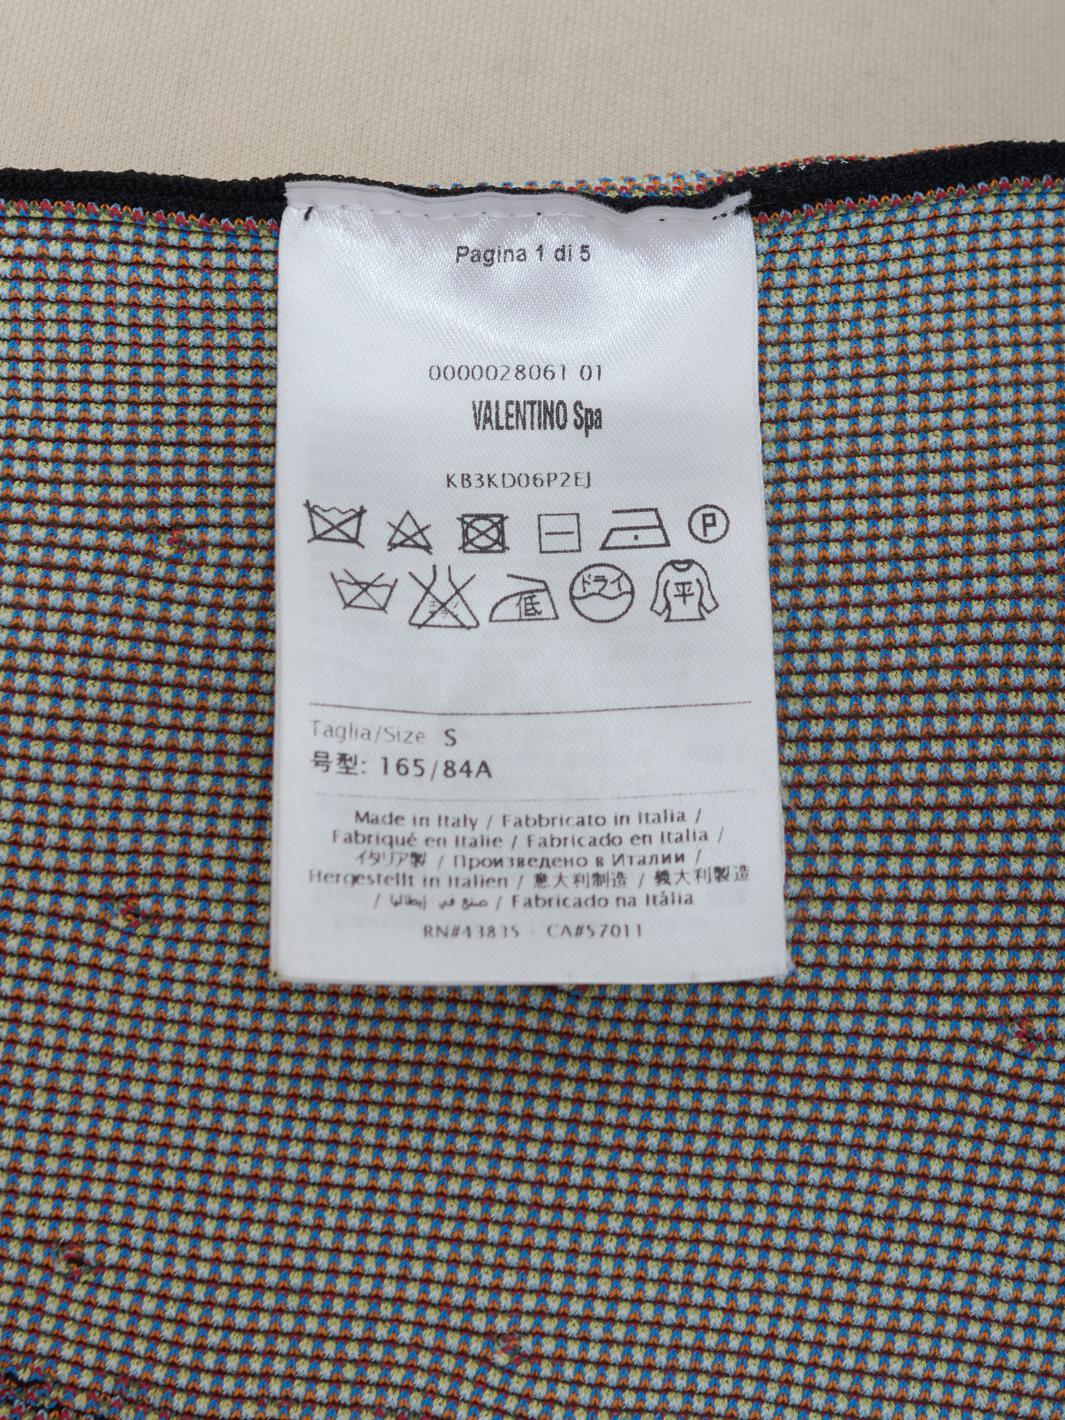 Pagina 1 di 5
0000028061 01
VALENTINO Spa
KB3KD06P2EJ
P
低 ドライ 平
Taglia/Size S
号型: 165/84A
Made in Italy / Fabbricato in Italia /
Fabriqué en Italie / Fabricado en Italia /
イタリア製 / Произведено в Италии /
Hergestellt in Italien / 意大利制造 / 義大利製造
/ صنع في إيطاليا / Fabricado na Itália
RN#43835 CA#57011